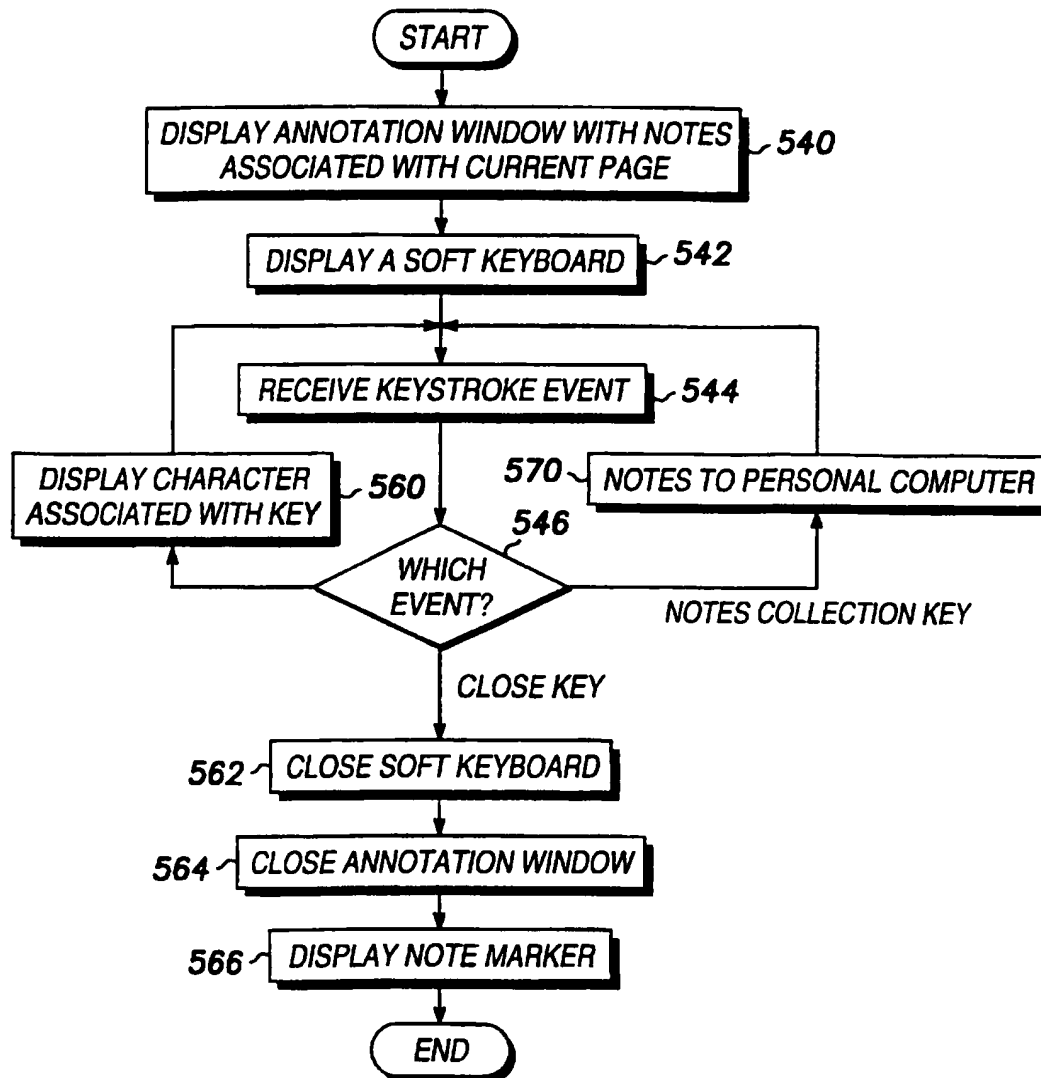 START
DISPLAY ANNOTATION WINDOW WITH NOTES
ASSOCIATED WITH CURRENT PAGE
540
DISPLAY A SOFT KEYBOARD
542
RECEIVE KEYSTROKE EVENT
544
DISPLAY CHARACTER
ASSOCIATED WITH KEY
560
570
NOTES TO PERSONAL COMPUTER
546
WHICH
EVENT?
NOTES COLLECTION KEY
CLOSE KEY
562
CLOSE SOFT KEYBOARD
564
CLOSE ANNOTATION WINDOW
566
DISPLAY NOTE MARKER
END